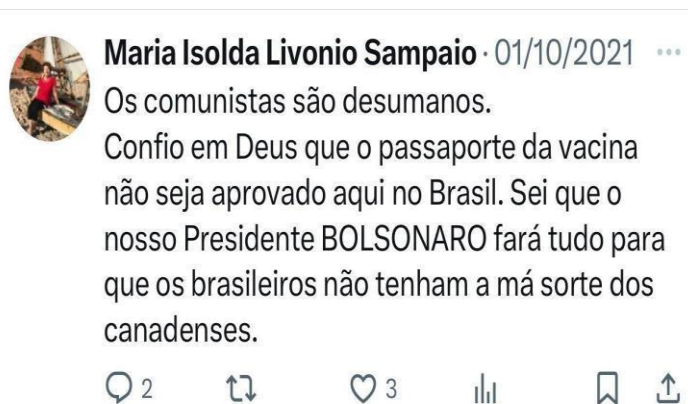 Maria Isolda Livonio Sampaio · 01/10/2021 ...
Os comunistas são desumanos.
Confio em Deus que o passaporte da vacina
não seja aprovado aqui no Brasil. Sei que o
nosso Presidente BOLSONARO fará tudo para
que os brasileiros não tenham a má sorte dos
canadenses.
2 3